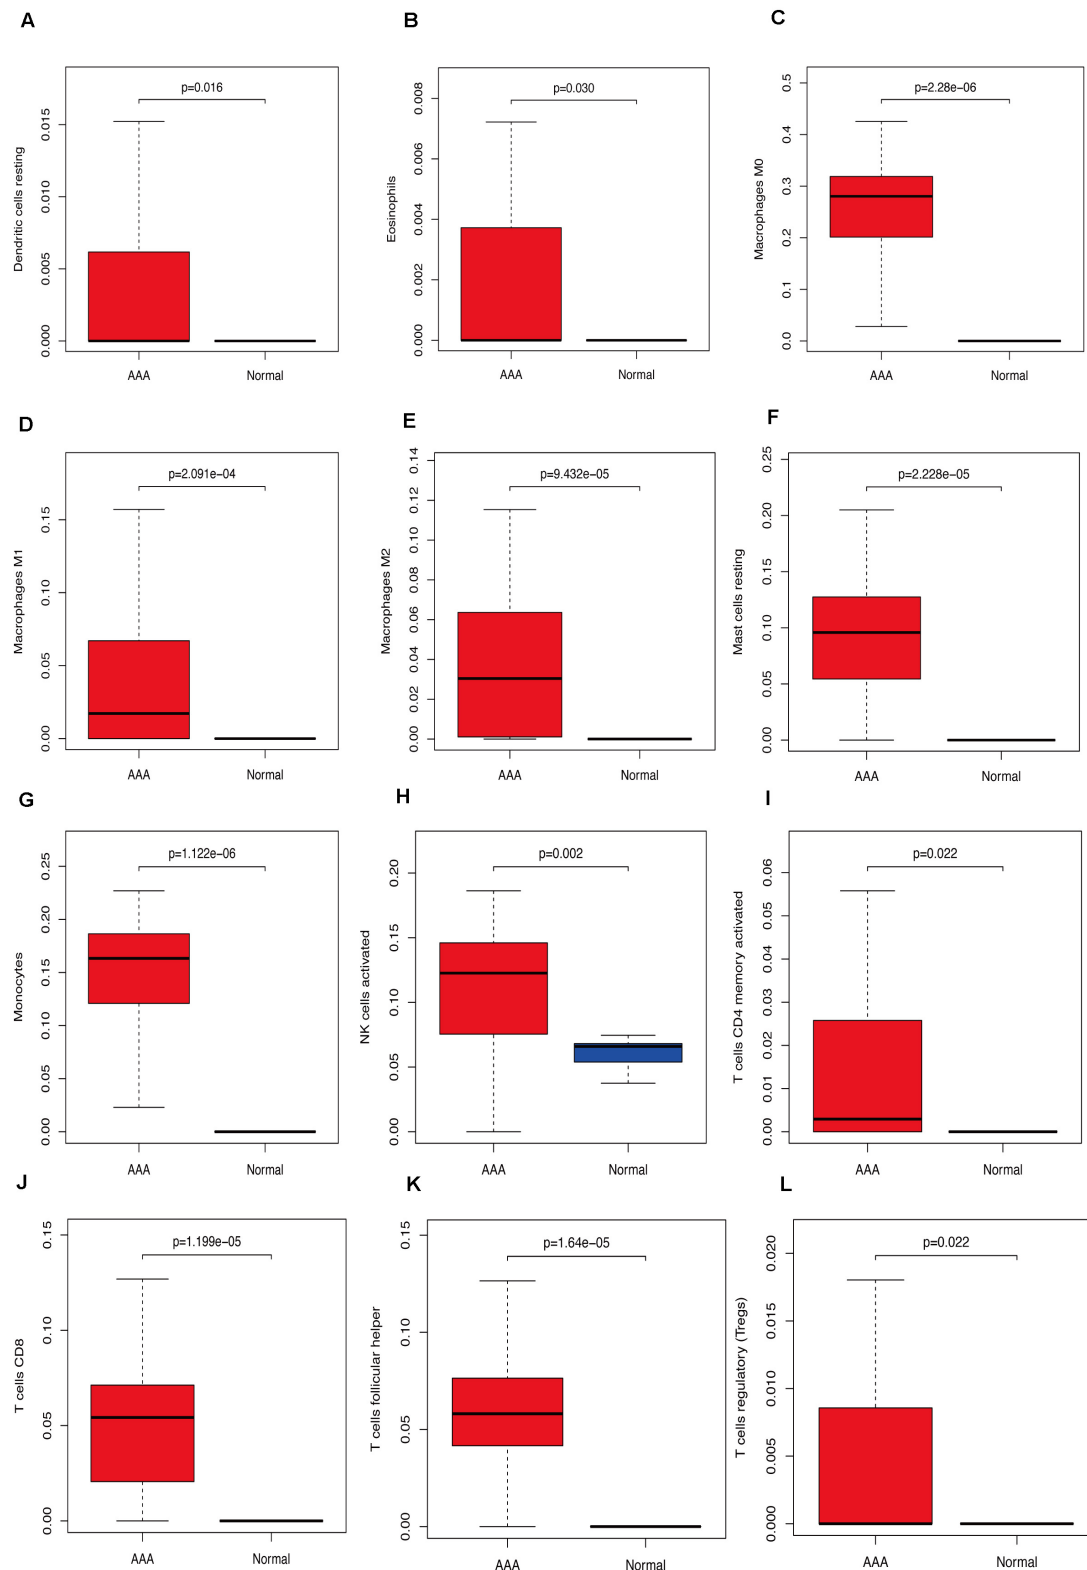 A
p=0.016
Dendritic cells resting
0.015
0.010
0.005
0.000
AAA Normal
B
p=0.030
Eosinophils
0.008
0.006
0.004
0.002
0.000
AAA Normal
C
p=2.28e−06
Macrophages M0
0.5
0.4
0.3
0.2
0.1
0.0
AAA Normal
D
p=2.091e−04
Macrophages M1
0.15
0.10
0.05
0.00
AAA Normal
E
p=9.432e−05
Macrophages M2
0.14
0.12
0.10
0.08
0.06
0.04
0.02
0.00
AAA Normal
F
p=2.228e−05
Mast cells resting
0.25
0.20
0.15
0.10
0.05
0.00
AAA Normal
G
p=1.122e−06
Monocytes
0.25
0.20
0.15
0.10
0.05
0.00
AAA Normal
H
p=0.002
NK cells activated
0.20
0.15
0.10
0.05
0.00
AAA Normal
I
p=0.022
T cells CD4 memory activated
0.06
0.05
0.04
0.03
0.02
0.01
0.00
AAA Normal
J
p=1.199e−05
T cells CD8
0.15
0.10
0.05
0.00
AAA Normal
K
p=1.64e−05
T cells follicular helper
0.15
0.10
0.05
0.00
AAA Normal
L
p=0.022
T cells regulatory (Tregs)
0.020
0.015
0.010
0.005
0.000
AAA Normal